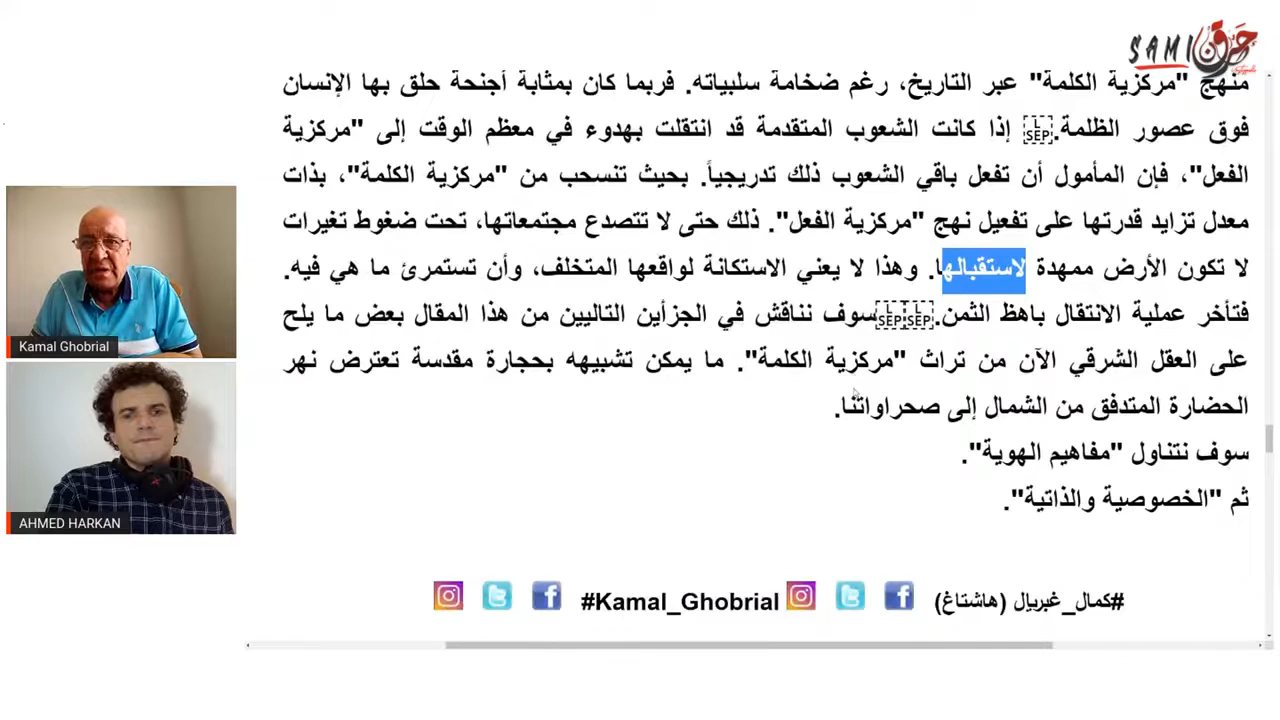 SAMI حرقن
منهج "مركزية الكلمة" عبر التاريخ، رغم ضخامة سلبياته. فربما كان بمثابة أجنحة حلق بها الإنسان
فوق عصور الظلمة. L SEP إذا كانت الشعوب المتقدمة قد انتقلت بهدوء في معظم الوقت إلى "مركزية
الفعل"، فإن المأمول أن تفعل باقي الشعوب ذلك تدريجياً. بحيث تنسحب من "مركزية الكلمة"، بذات
معدل تزايد قدرتها على تفعيل نهج "مركزية الفعل". ذلك حتى لا تتصدع مجتمعاتها، تحت ضغوط تغيرات
لا تكون الأرض ممهدة لاستقبالها. وهذا لا يعني الاستكانة لواقعها المتخلف، وأن تستمرئ ما هي فيه.
فتأخر عملية الانتقال باهظ الثمن. L SEP L SEP سوف نناقش في الجزأين التاليين من هذا المقال بعض ما يلح
على العقل الشرقي الآن من تراث "مركزية الكلمة". ما يمكن تشبيهه بحجارة مقدسة تعترض نهر
الحضارة المتدفق من الشمال إلى صحراواتنا.
سوف نتناول "مفاهيم الهوية".
ثم "الخصوصية والذاتية".
Kamal Ghobrial
AHMED HARKAN
#كمال_غبريال (هاشتاغ) #Kamal_Ghobrial